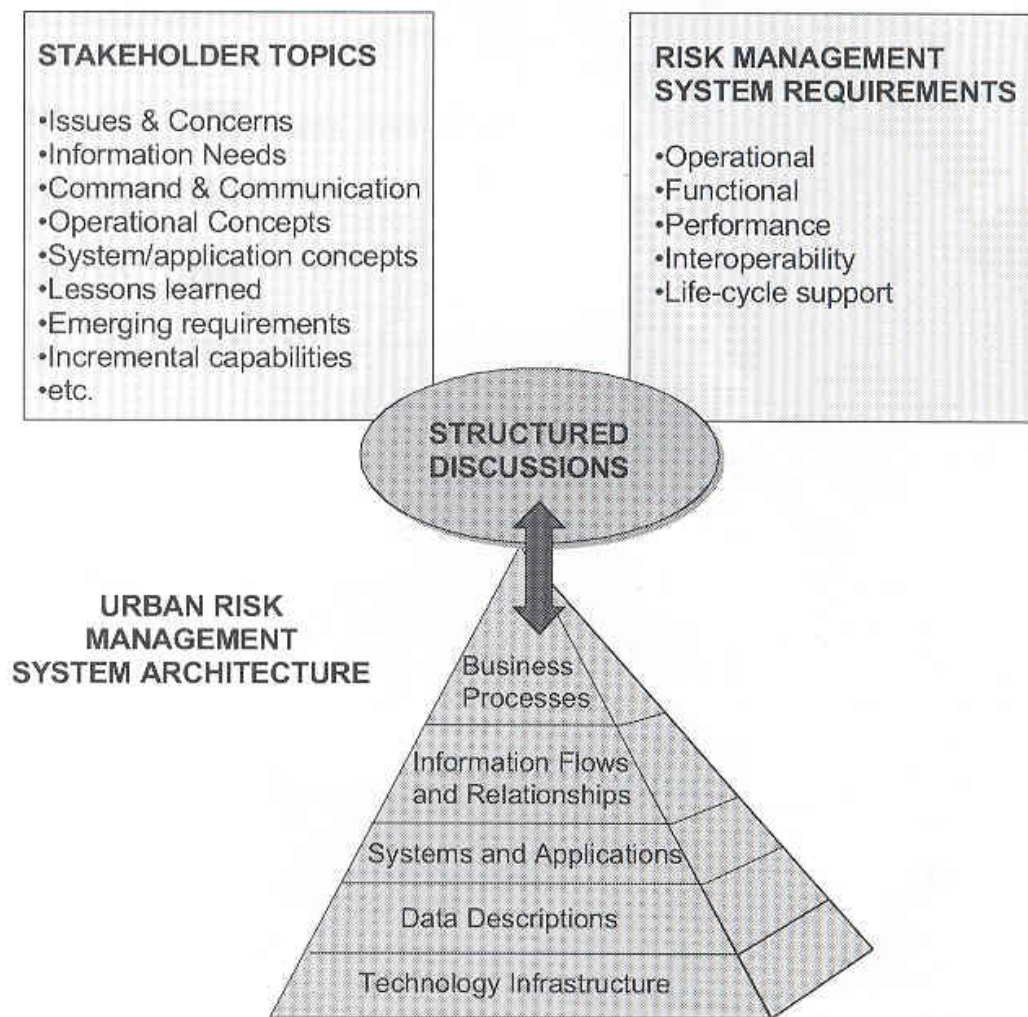 STAKEHOLDER TOPICS
•Issues & Concerns
•Information Needs
•Command & Communication
•Operational Concepts
•System/application concepts
•Lessons learned
•Emerging requirements
•Incremental capabilities
•etc.
RISK MANAGEMENT
SYSTEM REQUIREMENTS
•Operational
•Functional
•Performance
•Interoperability
•Life-cycle support
STRUCTURED
DISCUSSIONS
URBAN RISK
MANAGEMENT
SYSTEM ARCHITECTURE
Business
Processes
Information Flows
and Relationships
Systems and Applications
Data Descriptions
Technology Infrastructure